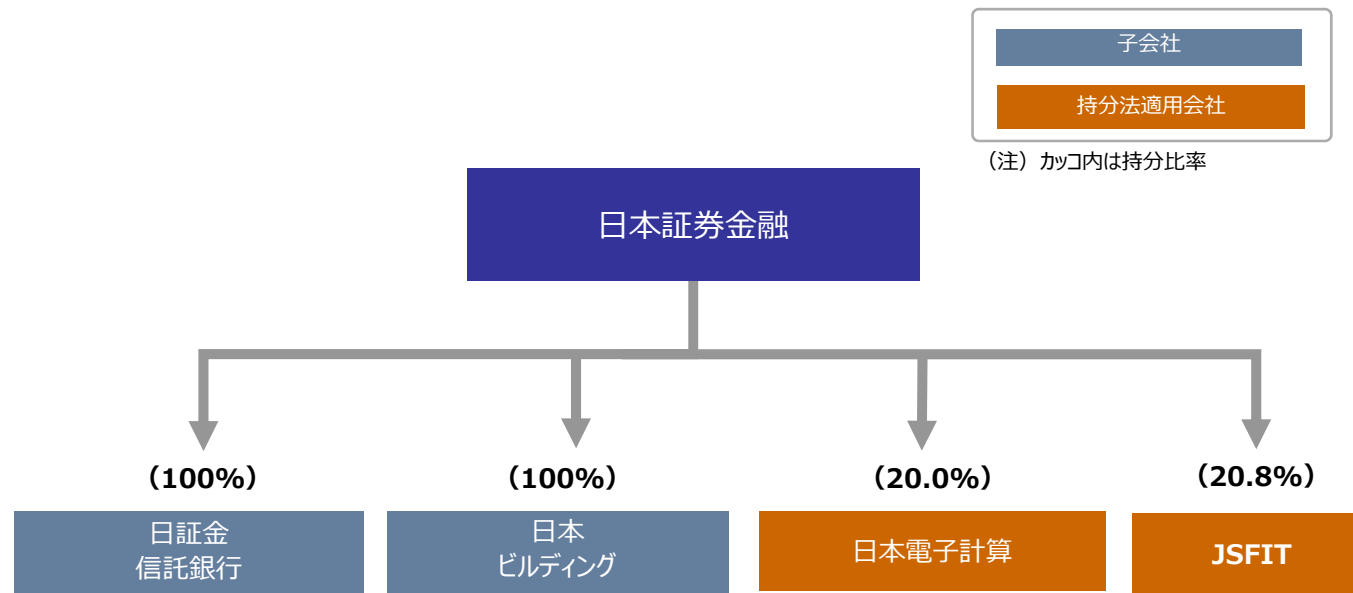 子会社
持分法適用会社
（注）カッコ内は持分比率
日本証券金融
（100%）
（100%）
（20.0%）
（20.8%）
日証金
信託銀行
日本
ビルディング
日本電子計算
JSFIT